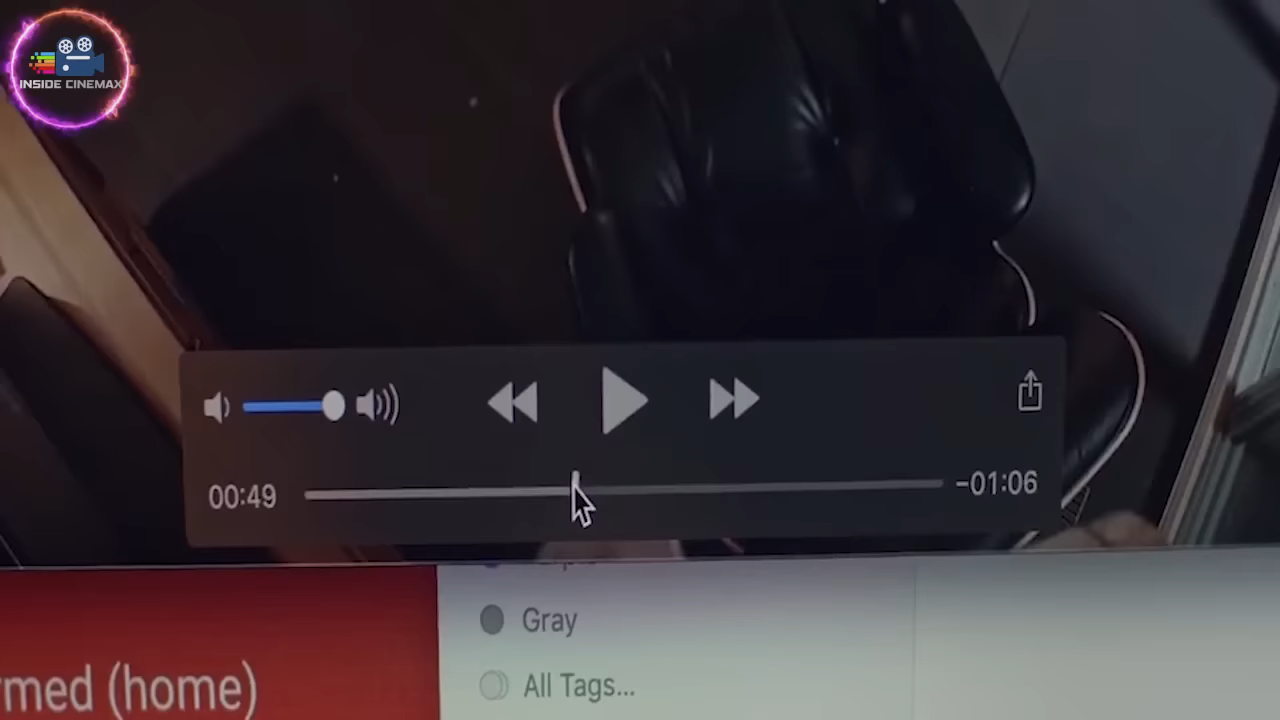 INSIDE CINEMAX
00:49
-01:06
Gray
rmed (home)
All Tags...